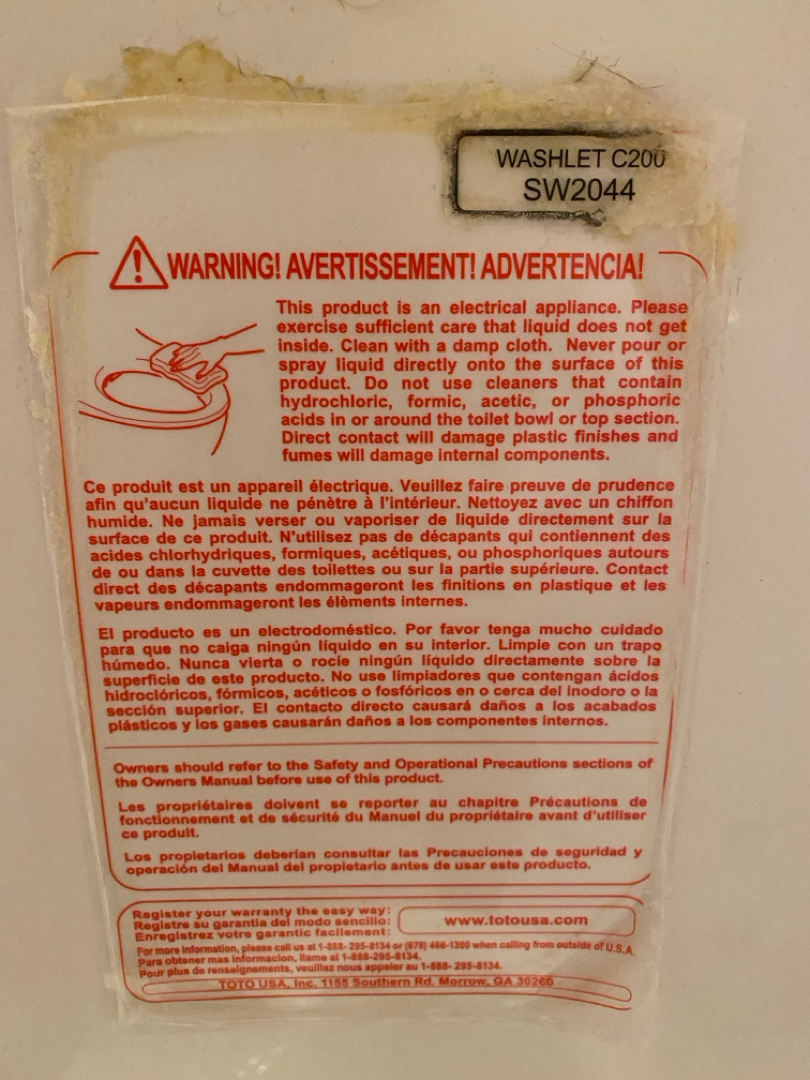 WASHLET C200
SW2044
WARNING! AVERTISSEMENT! ADVERTENCIA!
This product is an electrical appliance. Please
exercise sufficient care that liquid does not get
inside. Clean with a damp cloth. Never pour or
spray liquid directly onto the surface of this
product. Do not use cleaners that contain
hydrochloric, formic, acetic, or phosphoric
acids in or around the toilet bowl or top section.
Direct contact will damage plastic finishes and
fumes will damage internal components.
Ce produit est un appareil électrique. Veuillez faire preuve de prudence
afin qu'aucun liquide ne pénètre à l'intérieur. Nettoyez avec un chiffon
humide. Ne jamais verser ou vaporiser de liquide directement sur la
surface de ce produit. N'utilisez pas de décapants qui contiennent des
acides chlorhydriques, formiques, acétiques, ou phosphoriques autours
de ou dans la cuvette des toilettes ou sur la partie supérieure. Contact
direct des décapants endommageront les finitions en plastique et les
vapeurs endommageront les élèments internes.
El producto es un electrodoméstico. Por favor tenga mucho cuidado
para que no caiga ningún líquido en su interior. Limpie con un trapo
húmedo. Nunca vierta o rocíe ningún líquido directamente sobre la
superficie de este producto. No use limpiadores que contengan ácidos
hidroclóricos, fórmicos, acéticos o fosfóricos en o cerca del inodoro o la
sección superior. El contacto directo causará daños a los acabados
plásticos y los gases causarán daños a los componentes internos.
Owners should refer to the Safety and Operational Precautions sections of
the Owners Manual before use of this product.
Les propriétaires doivent se reporter au chapitre Précautions de
fonctionnement et de sécurité du Manuel du propriétaire avant d'utiliser
ce produit.
Los propietarios deberían consultar las Precauciones de seguridad y
operación del Manual del propietario antes de usar este producto.
Register your warranty the easy way:
Registre su garantia del modo sencillo:
Enregistrez votre garantie facilement:
www.totousa.com
For more information, please call us at 1-888- 295-8134 or (678) 466-1300 when calling from outside of U.S.A.
Para obtener mas informacion, llame al 1-888-295-8134.
Pour plus de renseignements, veuillez nous appeler au 1-888- 295-8134.
TOTO USA, Inc. 1155 Southern Rd. Morrow, GA 30260